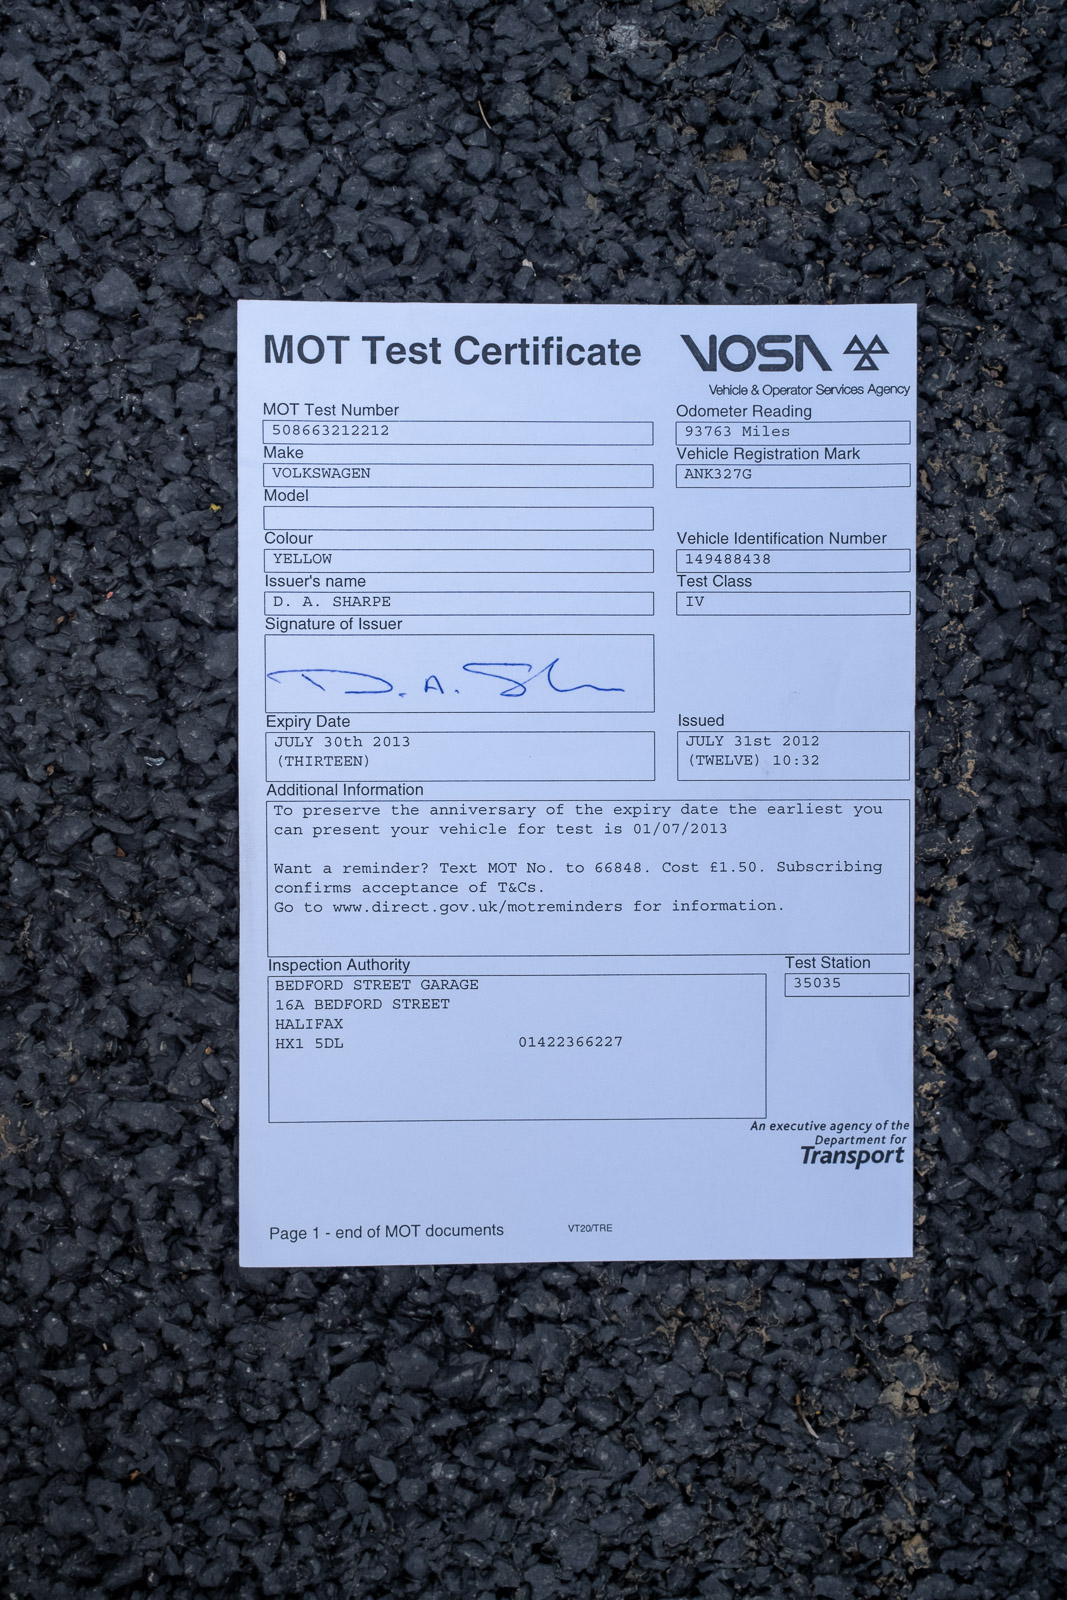 MOT Test Certificate
VOSA
Vehicle & Operator Services Agency
MOT Test Number
508663212212
Odometer Reading
93763 Miles
Make
VOLKSWAGEN
Vehicle Registration Mark
ANK327G
Model
Colour
YELLOW
Vehicle Identification Number
149488438
Issuer's name
D. A. SHARPE
Test Class
IV
Signature of Issuer
D. A. Sh
Expiry Date
JULY 30th 2013
(THIRTEEN)
Issued
JULY 31st 2012
(TWELVE) 10:32
Additional Information
To preserve the anniversary of the expiry date the earliest you
can present your vehicle for test is 01/07/2013
Want a reminder? Text MOT No. to 66848. Cost £1.50. Subscribing
confirms acceptance of T&Cs.
Go to www.direct.gov.uk/motreminders for information.
Inspection Authority
BEDFORD STREET GARAGE
16A BEDFORD STREET
HALIFAX
HX1 5DL 01422366227
Test Station
35035
An executive agency of the
Department for
Transport
Page 1 - end of MOT documents VT20/TRE